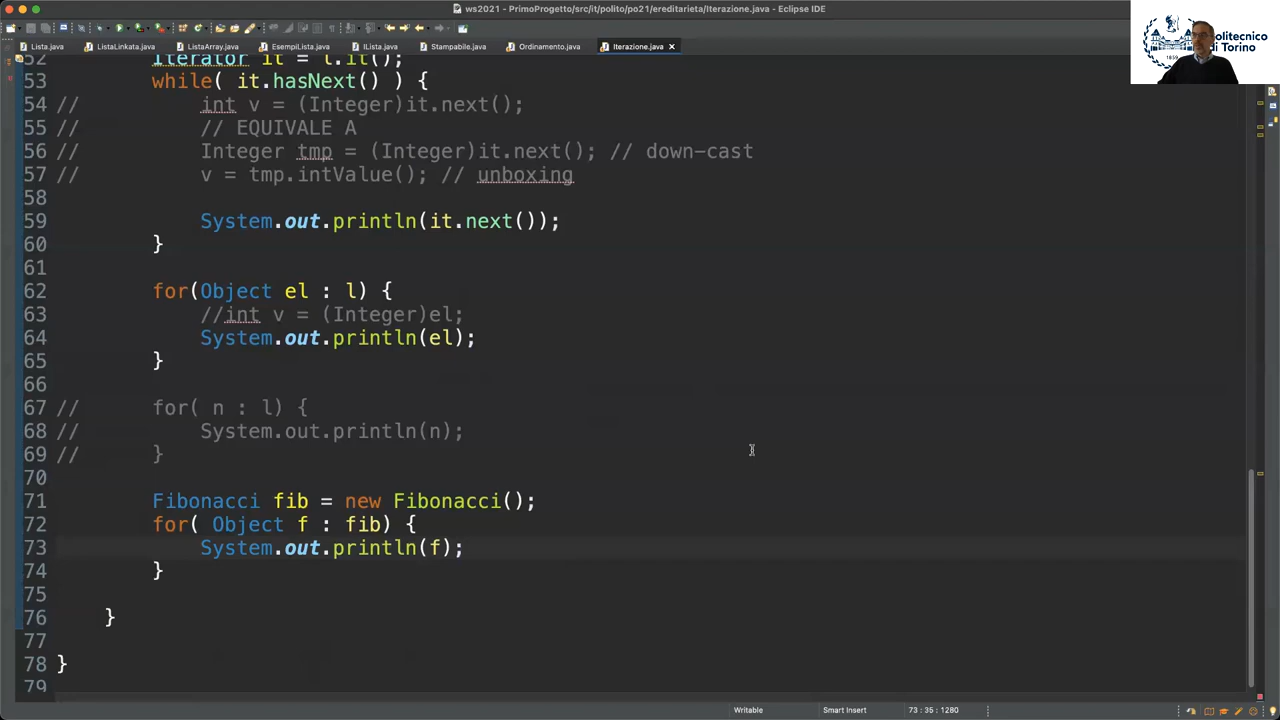 ws2021 - PrimoProgetto/src/it/polito/po21/ereditarieta/Iterazione.java - Eclipse IDE
Lista.java ListaLinkata.java ListaArray.java EsempiLista.java IList.java Stampabile.java Ordinamento.java Iterazione.java
1859
Politecnico
di Torino
52 Iterator it = l.it();
53 while( it.hasNext() ) {
54 // int v = (Integer)it.next();
55 // // EQUIVALE A
56 // Integer tmp = (Integer)it.next(); // down-cast
57 // v = tmp.intValue(); // unboxing
58
59 System.out.println(it.next());
60 }
61
62 for(Object el : l) {
63 //int v = (Integer)el;
64 System.out.println(el);
65 }
66
67 // for( n : l) {
68 // System.out.println(n);
69 // }
70
71 Fibonacci fib = new Fibonacci();
72 for( Object f : fib) {
73 System.out.println(f);
74 }
75
76 }
77
78 }
79
Writable Smart Insert 73 : 35 : 1280